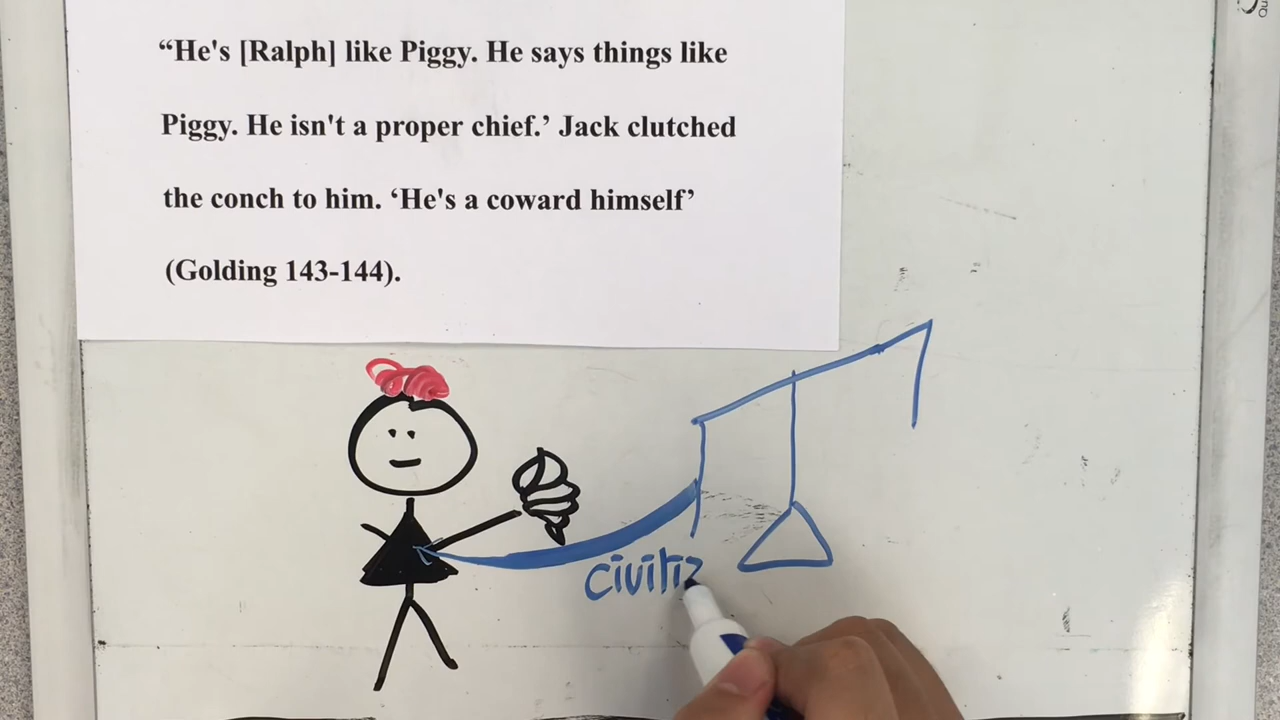 “He's [Ralph] like Piggy. He says things like
Piggy. He isn't a proper chief.’ Jack clutched
the conch to him. ‘He's a coward himself’
(Golding 143-144).
civiliz